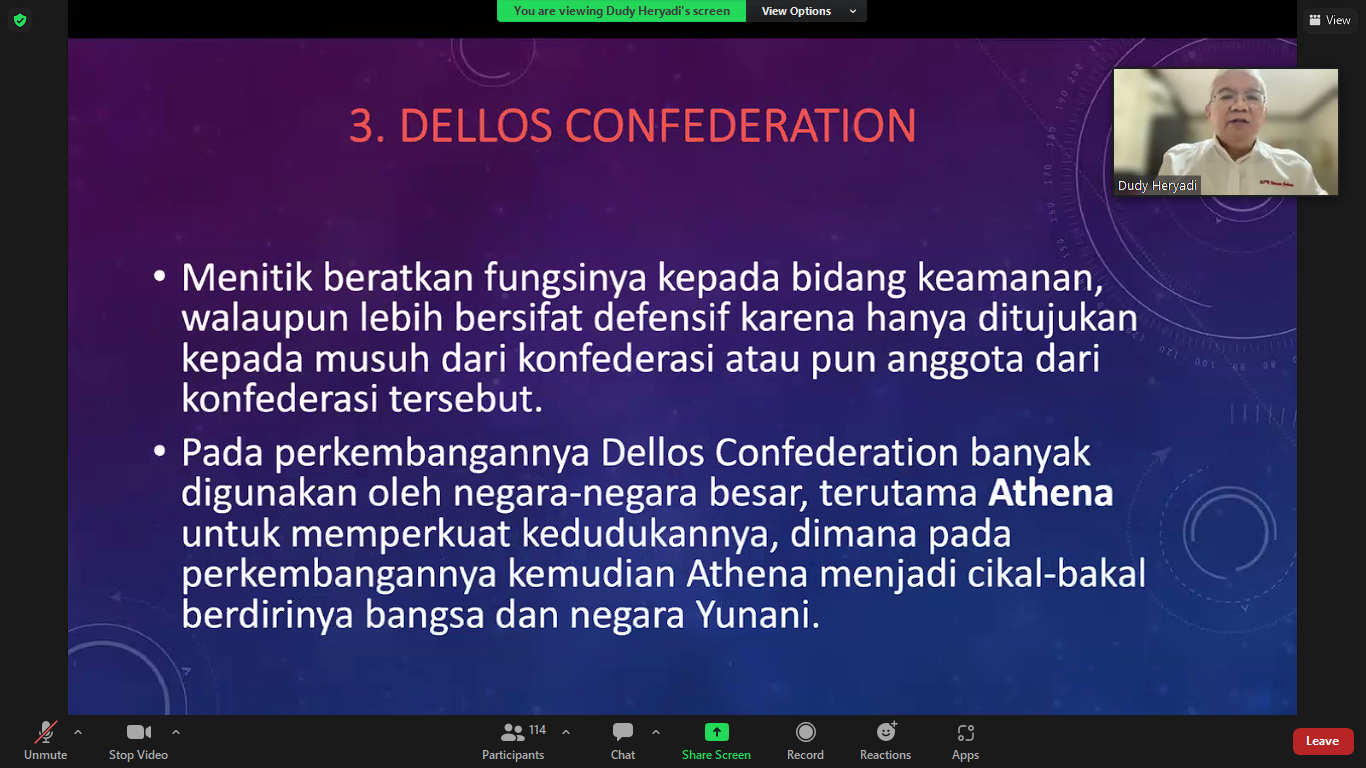 You are viewing Dudy Heryadi's screen
View Options
View
3. DELLOS CONFEDERATION
Dudy Heryadi
• Menitik beratkan fungsinya kepada bidang keamanan,
walaupun lebih bersifat defensif karena hanya ditujukan
kepada musuh dari konfederasi atau pun anggota dari
konfederasi tersebut.
• Pada perkembangannya Dellos Confederation banyak
digunakan oleh negara-negara besar, terutama Athena
untuk memperkuat kedudukannya, dimana pada
perkembangannya kemudian Athena menjadi cikal-bakal
berdirinya bangsa dan negara Yunani.
Unmute
Stop Video
Participants
114
Chat
Share Screen
Record
Reactions
Apps
Leave